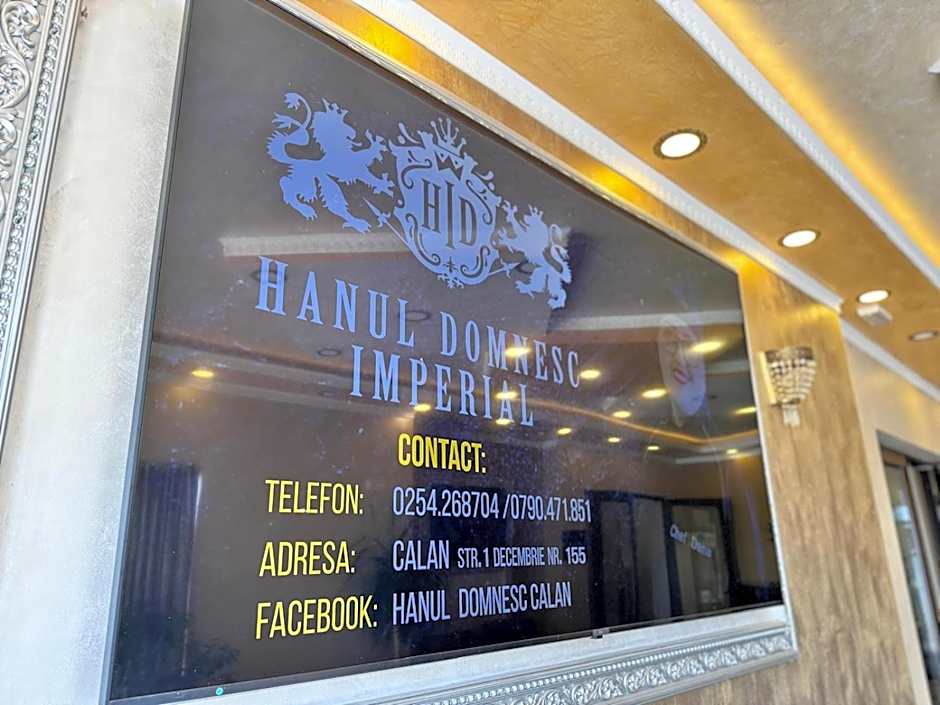 HD
HANUL DOMNESC
IMPERIAL
CONTACT:
TELEFON: 0254.268704 /0790.471.851
ADRESA: CALAN STR. 1 DECEMBRIE NR. 155
FACEBOOK: HANUL DOMNESC CALAN
Chef